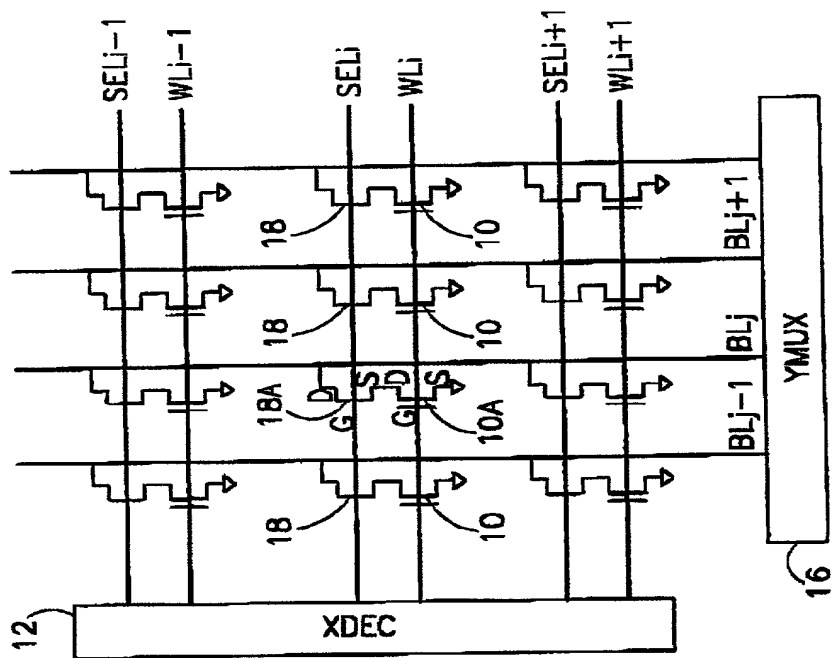 SELi-1
WLi-1
SELi
WLi
SELi+1
WLi+1
18
10
BLj+1
18
10
BLj
18A
D
G
S
D
G
S
10A
BLj-1
18
10
YMUX
16
12
XDEC